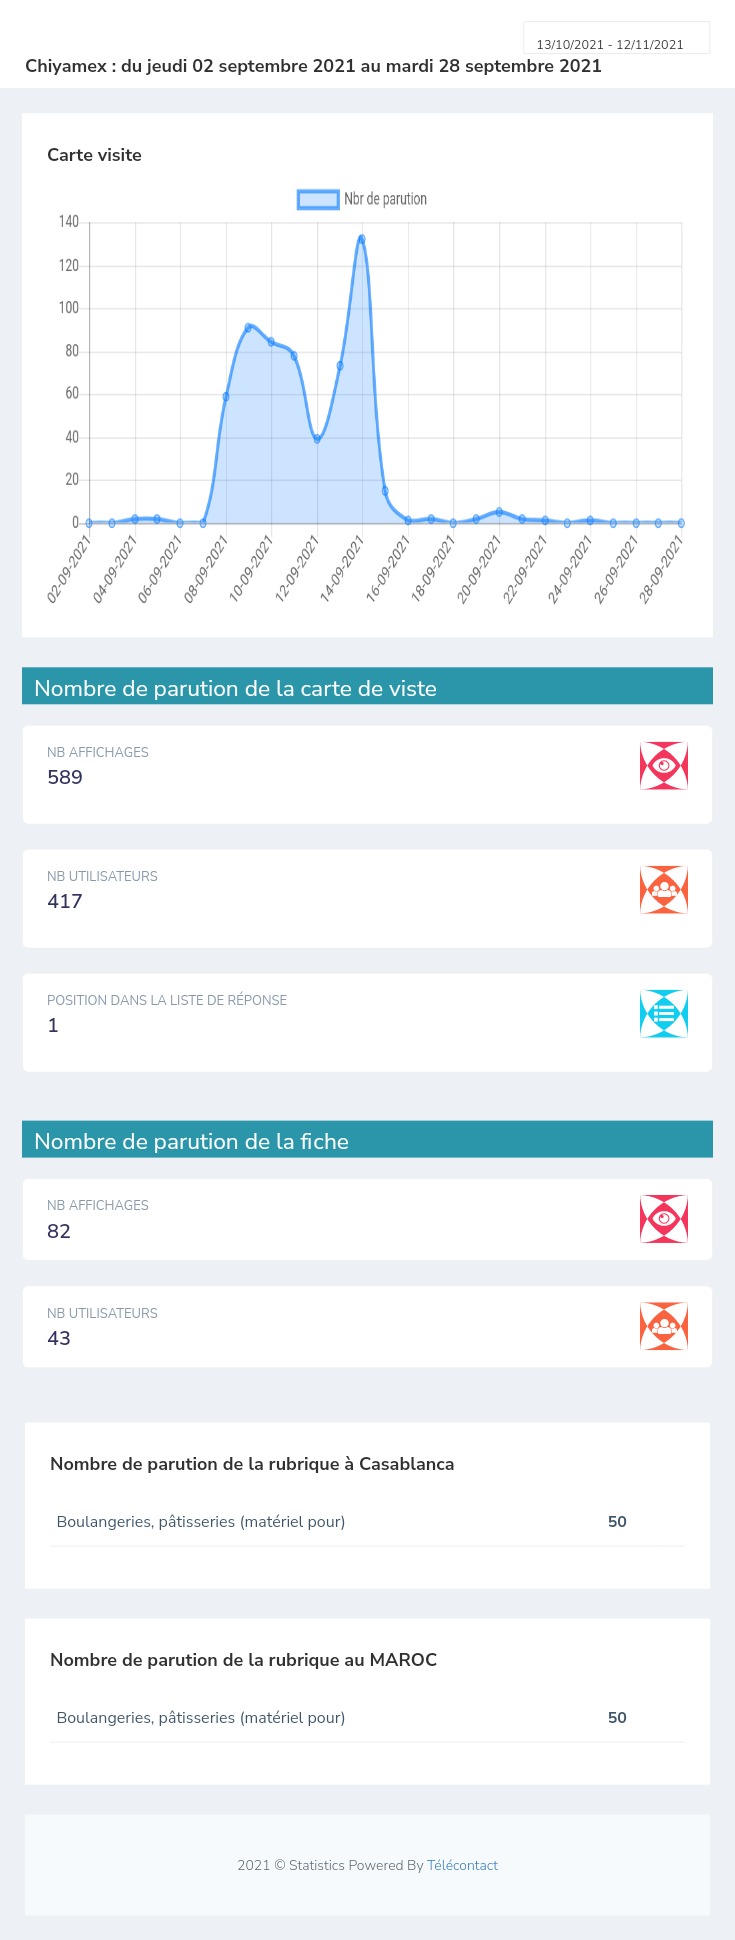 13/10/2021 - 12/11/2021
Chiyamex : du jeudi 02 septembre 2021 au mardi 28 septembre 2021
Carte visite
Nbr de parution
140
120
100
80
60
40
20
0
02-09-2021 04-09-2021 06-09-2021 08-09-2021 10-09-2021 12-09-2021 14-09-2021 16-09-2021 18-09-2021 20-09-2021 22-09-2021 24-09-2021 26-09-2021 28-09-2021
Nombre de parution de la carte de viste
NB AFFICHAGES
589
NB UTILISATEURS
417
POSITION DANS LA LISTE DE RÉPONSE
1
Nombre de parution de la fiche
NB AFFICHAGES
82
NB UTILISATEURS
43
Nombre de parution de la rubrique à Casablanca
Boulangeries, pâtisseries (matériel pour) 50
Nombre de parution de la rubrique au MAROC
Boulangeries, pâtisseries (matériel pour) 50
2021 © Statistics Powered By Télécontact